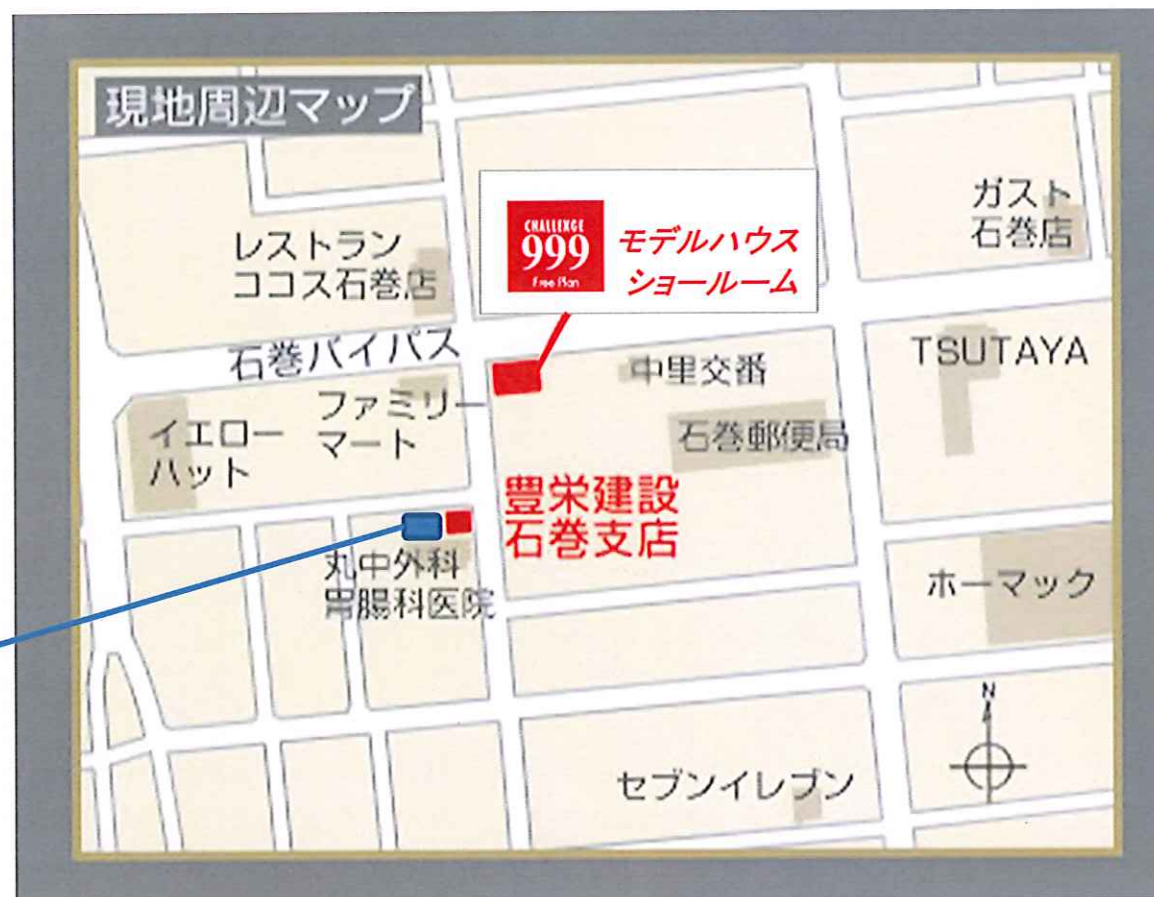 現地周辺マップ
CHALLENGE
999
Free Plan
モデルハウス
ショールーム
ガスト
石巻店
レストラン
ココス石巻店
石巻バイパス
TSUTAYA
中里交番
ファミリー
マート
イエロー
ハット
石巻郵便局
豊栄建設
石巻支店
丸中外科
胃腸科医院
ホーマック
N
セブンイレブン